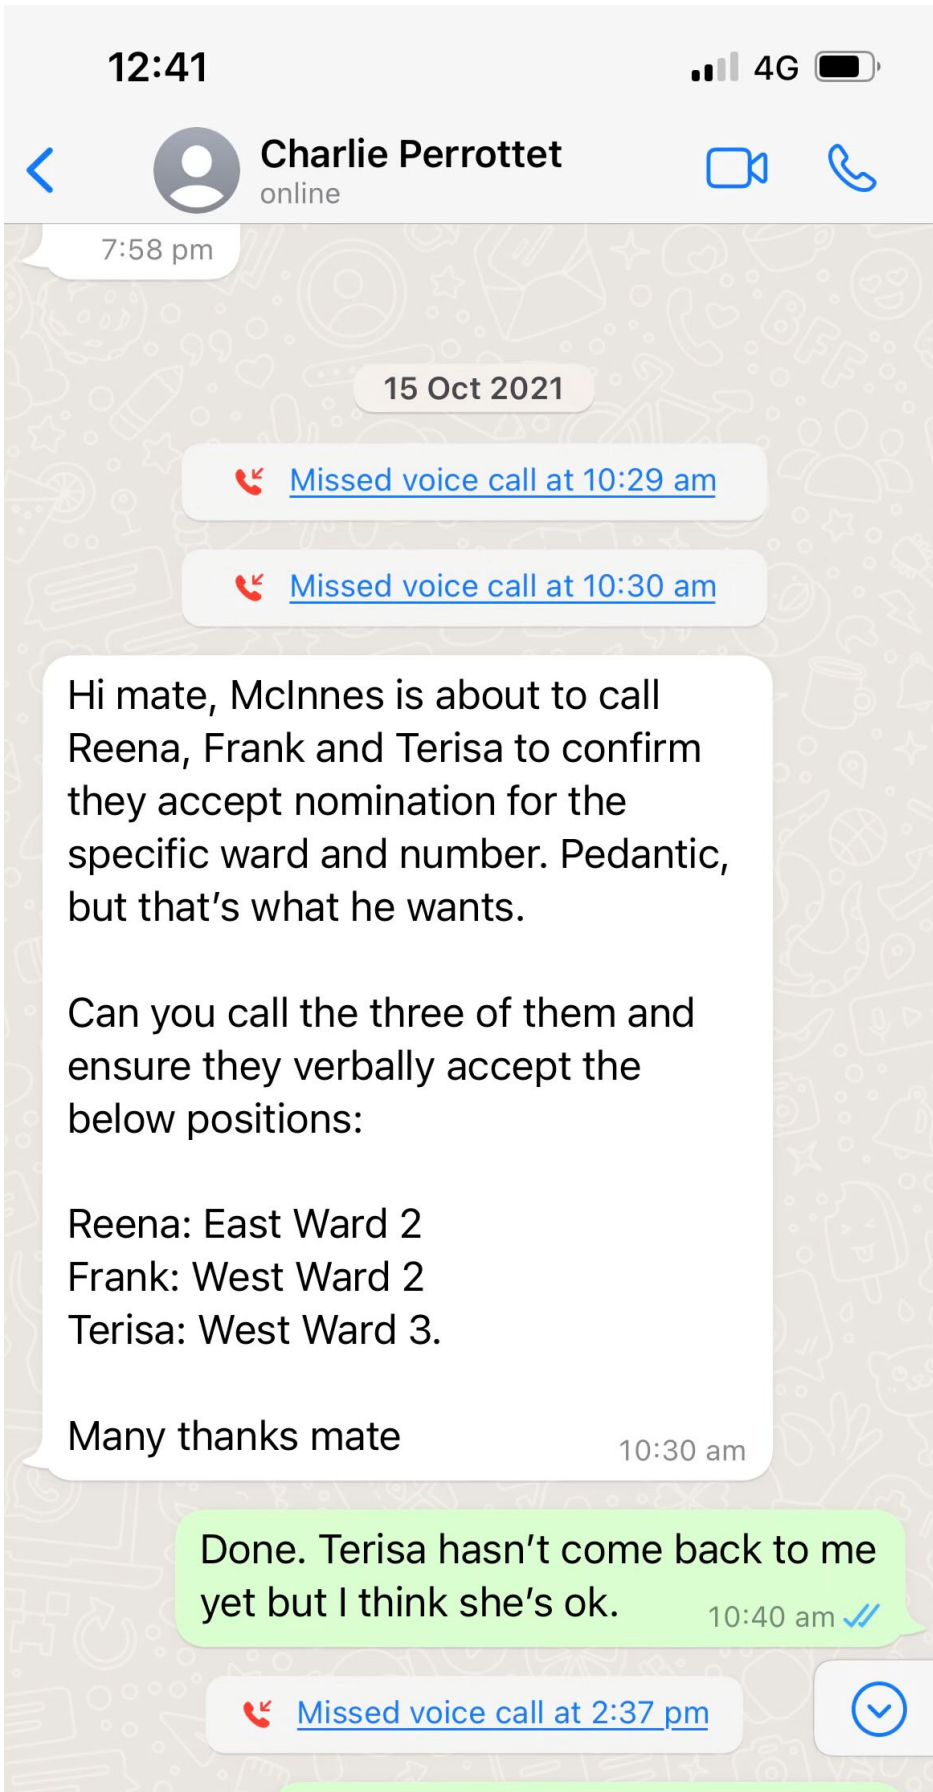 12:41
4G
Charlie Perrottet
online
7:58 pm
15 Oct 2021
Missed voice call at 10:29 am
Missed voice call at 10:30 am
Hi mate, McInnes is about to call
Reena, Frank and Terisa to confirm
they accept nomination for the
specific ward and number. Pedantic,
but that’s what he wants.
Can you call the three of them and
ensure they verbally accept the
below positions:
Reena: East Ward 2
Frank: West Ward 2
Terisa: West Ward 3.
Many thanks mate
10:30 am
Done. Terisa hasn’t come back to me
yet but I think she’s ok.
10:40 am
Missed voice call at 2:37 pm